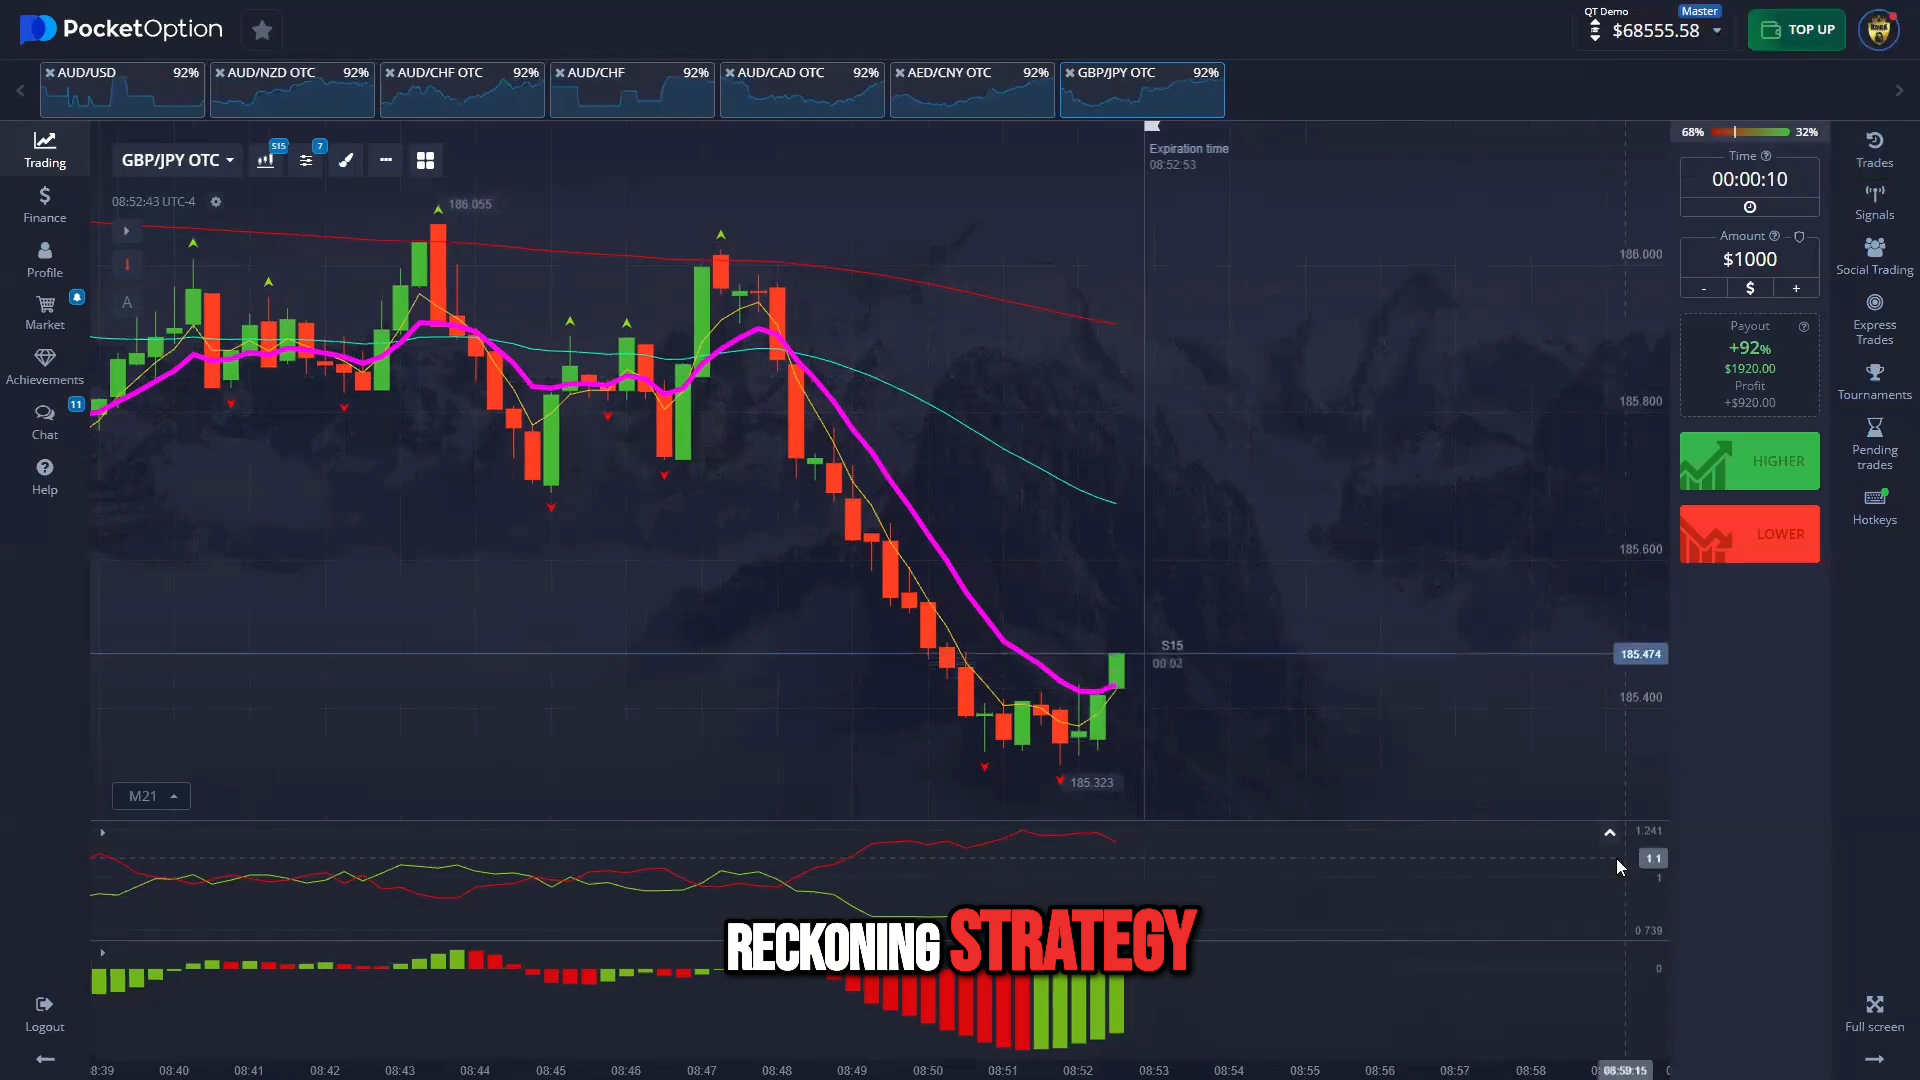 PocketOption
QT Demo
Master
$68555.58
TOP UP
AUD/USD 92%
AUD/NZD OTC 92%
AUD/CHF OTC 92%
AUD/CHF 92%
AUD/CAD OTC 92%
AED/CNY OTC 92%
GBP/JPY OTC 92%
Trading
Finance
Profile
Market
Achievements
11
Chat
Help
Logout
GBP/JPY OTC
S15
7
08:52:43 UTC-4
A
186.055
Expiration time
08:52:53
186.000
185.800
185.600
S15
185.474
185.400
185.323
M21
1.241
1.1
1
0.739
0
RECKONING STRATEGY
08:40 08:41 08:42 08:43 08:44 08:45 08:46 08:47 08:48 08:49 08:50 08:51 08:52 08:53 08:54 08:55 08:56 08:57 08:58
68% 32%
Time
00:00:10
Amount
$1000
- $ +
Payout
+92%
$1920.00
Profit
+$920.00
HIGHER
LOWER
Trades
Signals
Social Trading
Express
Trades
Tournaments
Pending
trades
Hotkeys
Full screen